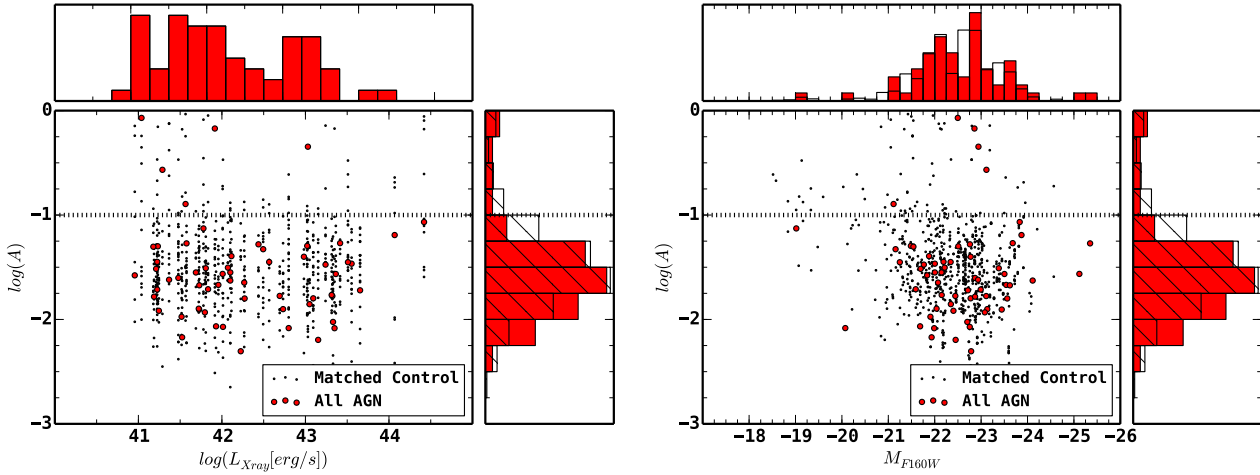 0
−1
−2
−3
log(A)
41 42 43 44
log(L_Xray[erg/s])
Matched Control
All AGN
0
−1
−2
−3
log(A)
−18 −19 −20 −21 −22 −23 −24 −25 −26
M_F160W
Matched Control
All AGN